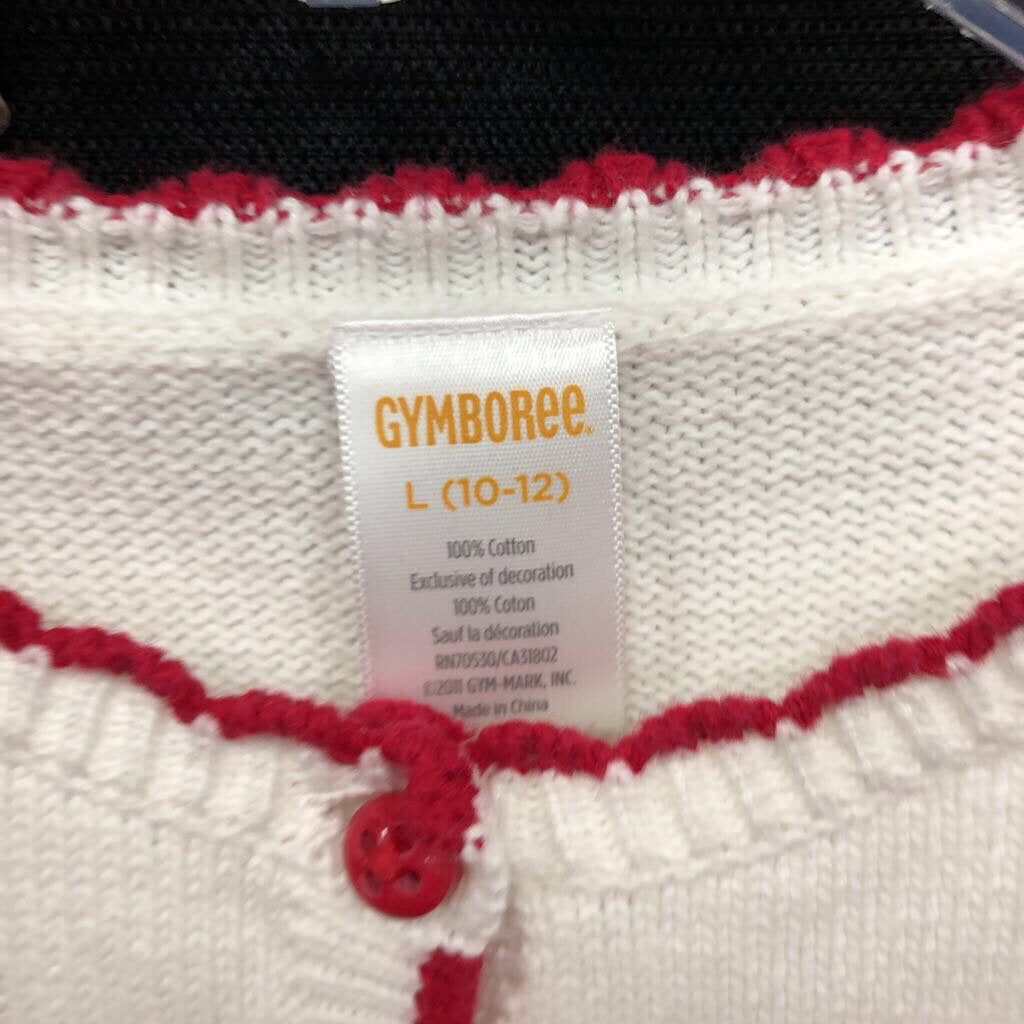 GYMBOREE.
L (10-12)
100% Cotton
Exclusive of decoration
100% Coton
Sauf la décoration
RN70530/CA31802
©2011 GYM-MARK, INC.
Made in China